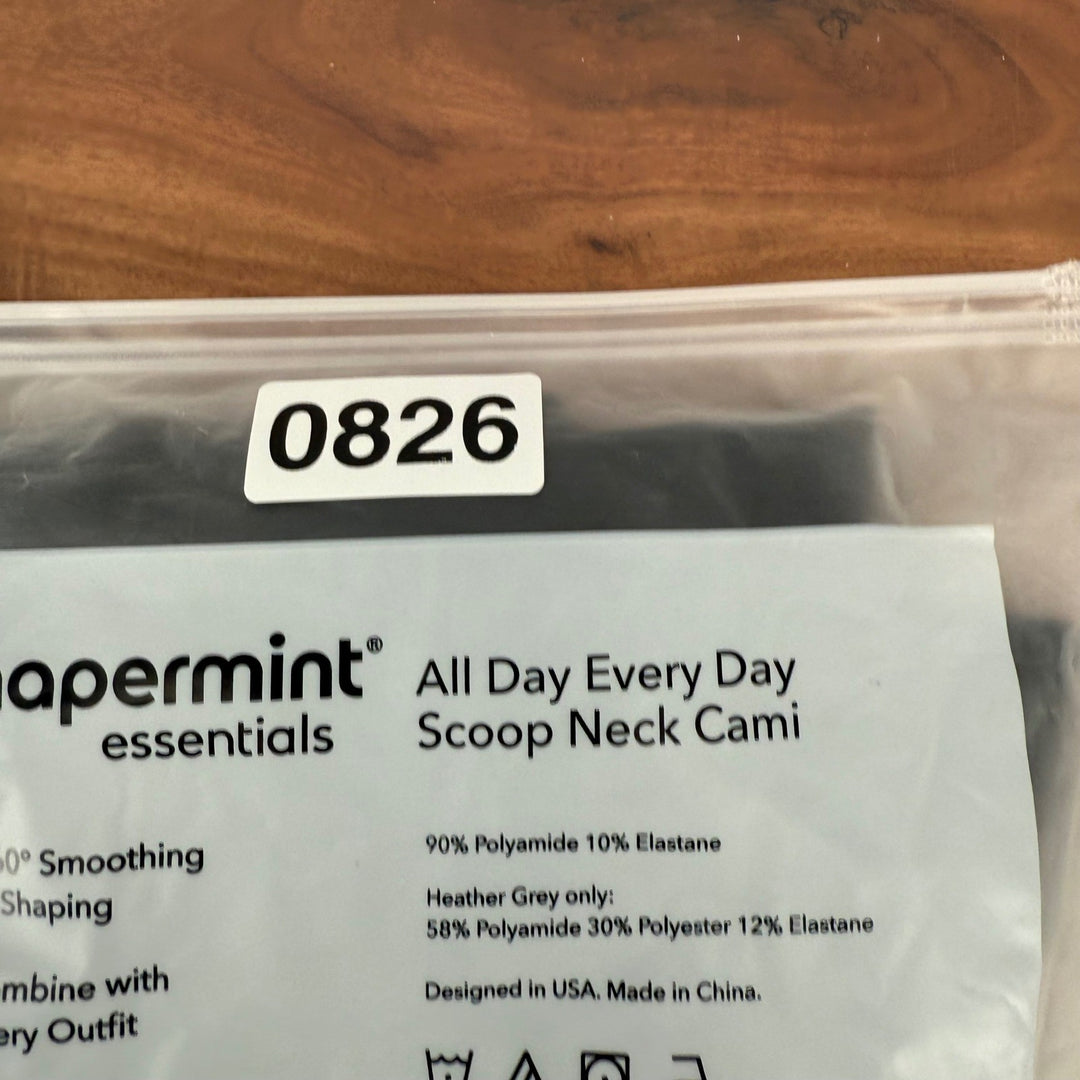 0826
apermint®
essentials
All Day Every Day
Scoop Neck Cami
0° Smoothing
Shaping
mbine with
ery Outfit
90% Polyamide 10% Elastane
Heather Grey only:
58% Polyamide 30% Polyester 12% Elastane
Designed in USA. Made in China.